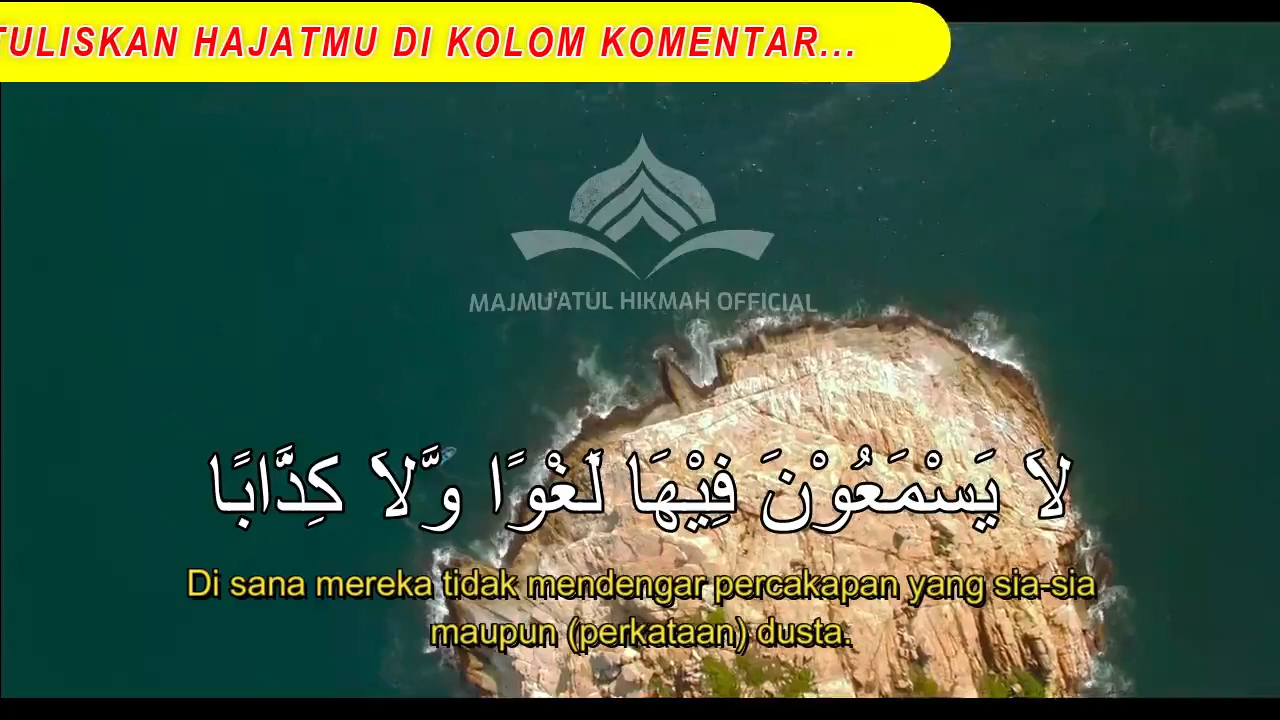 TULISKAN HAJATMU DI KOLOM KOMENTAR...
MAJMU'ATUL HIKMAH OFFICIAL
لَا يَسْمَعُوْنَ فِيْهَا لَغْوًا وَّلَا كِذَّابًا
Di sana mereka tidak mendengar percakapan yang sia-sia
maupun (perkataan) dusta.